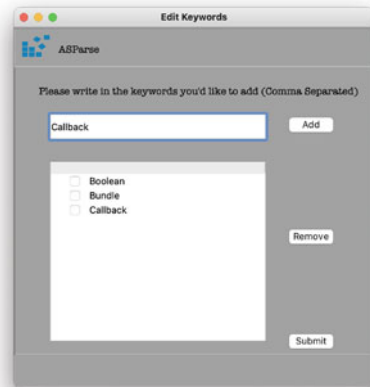 Edit Keywords
ASParse
Please write in the keywords you'd like to add (Comma Separated)
Callback
Add
Boolean
Bundle
Callback
Remove
Submit